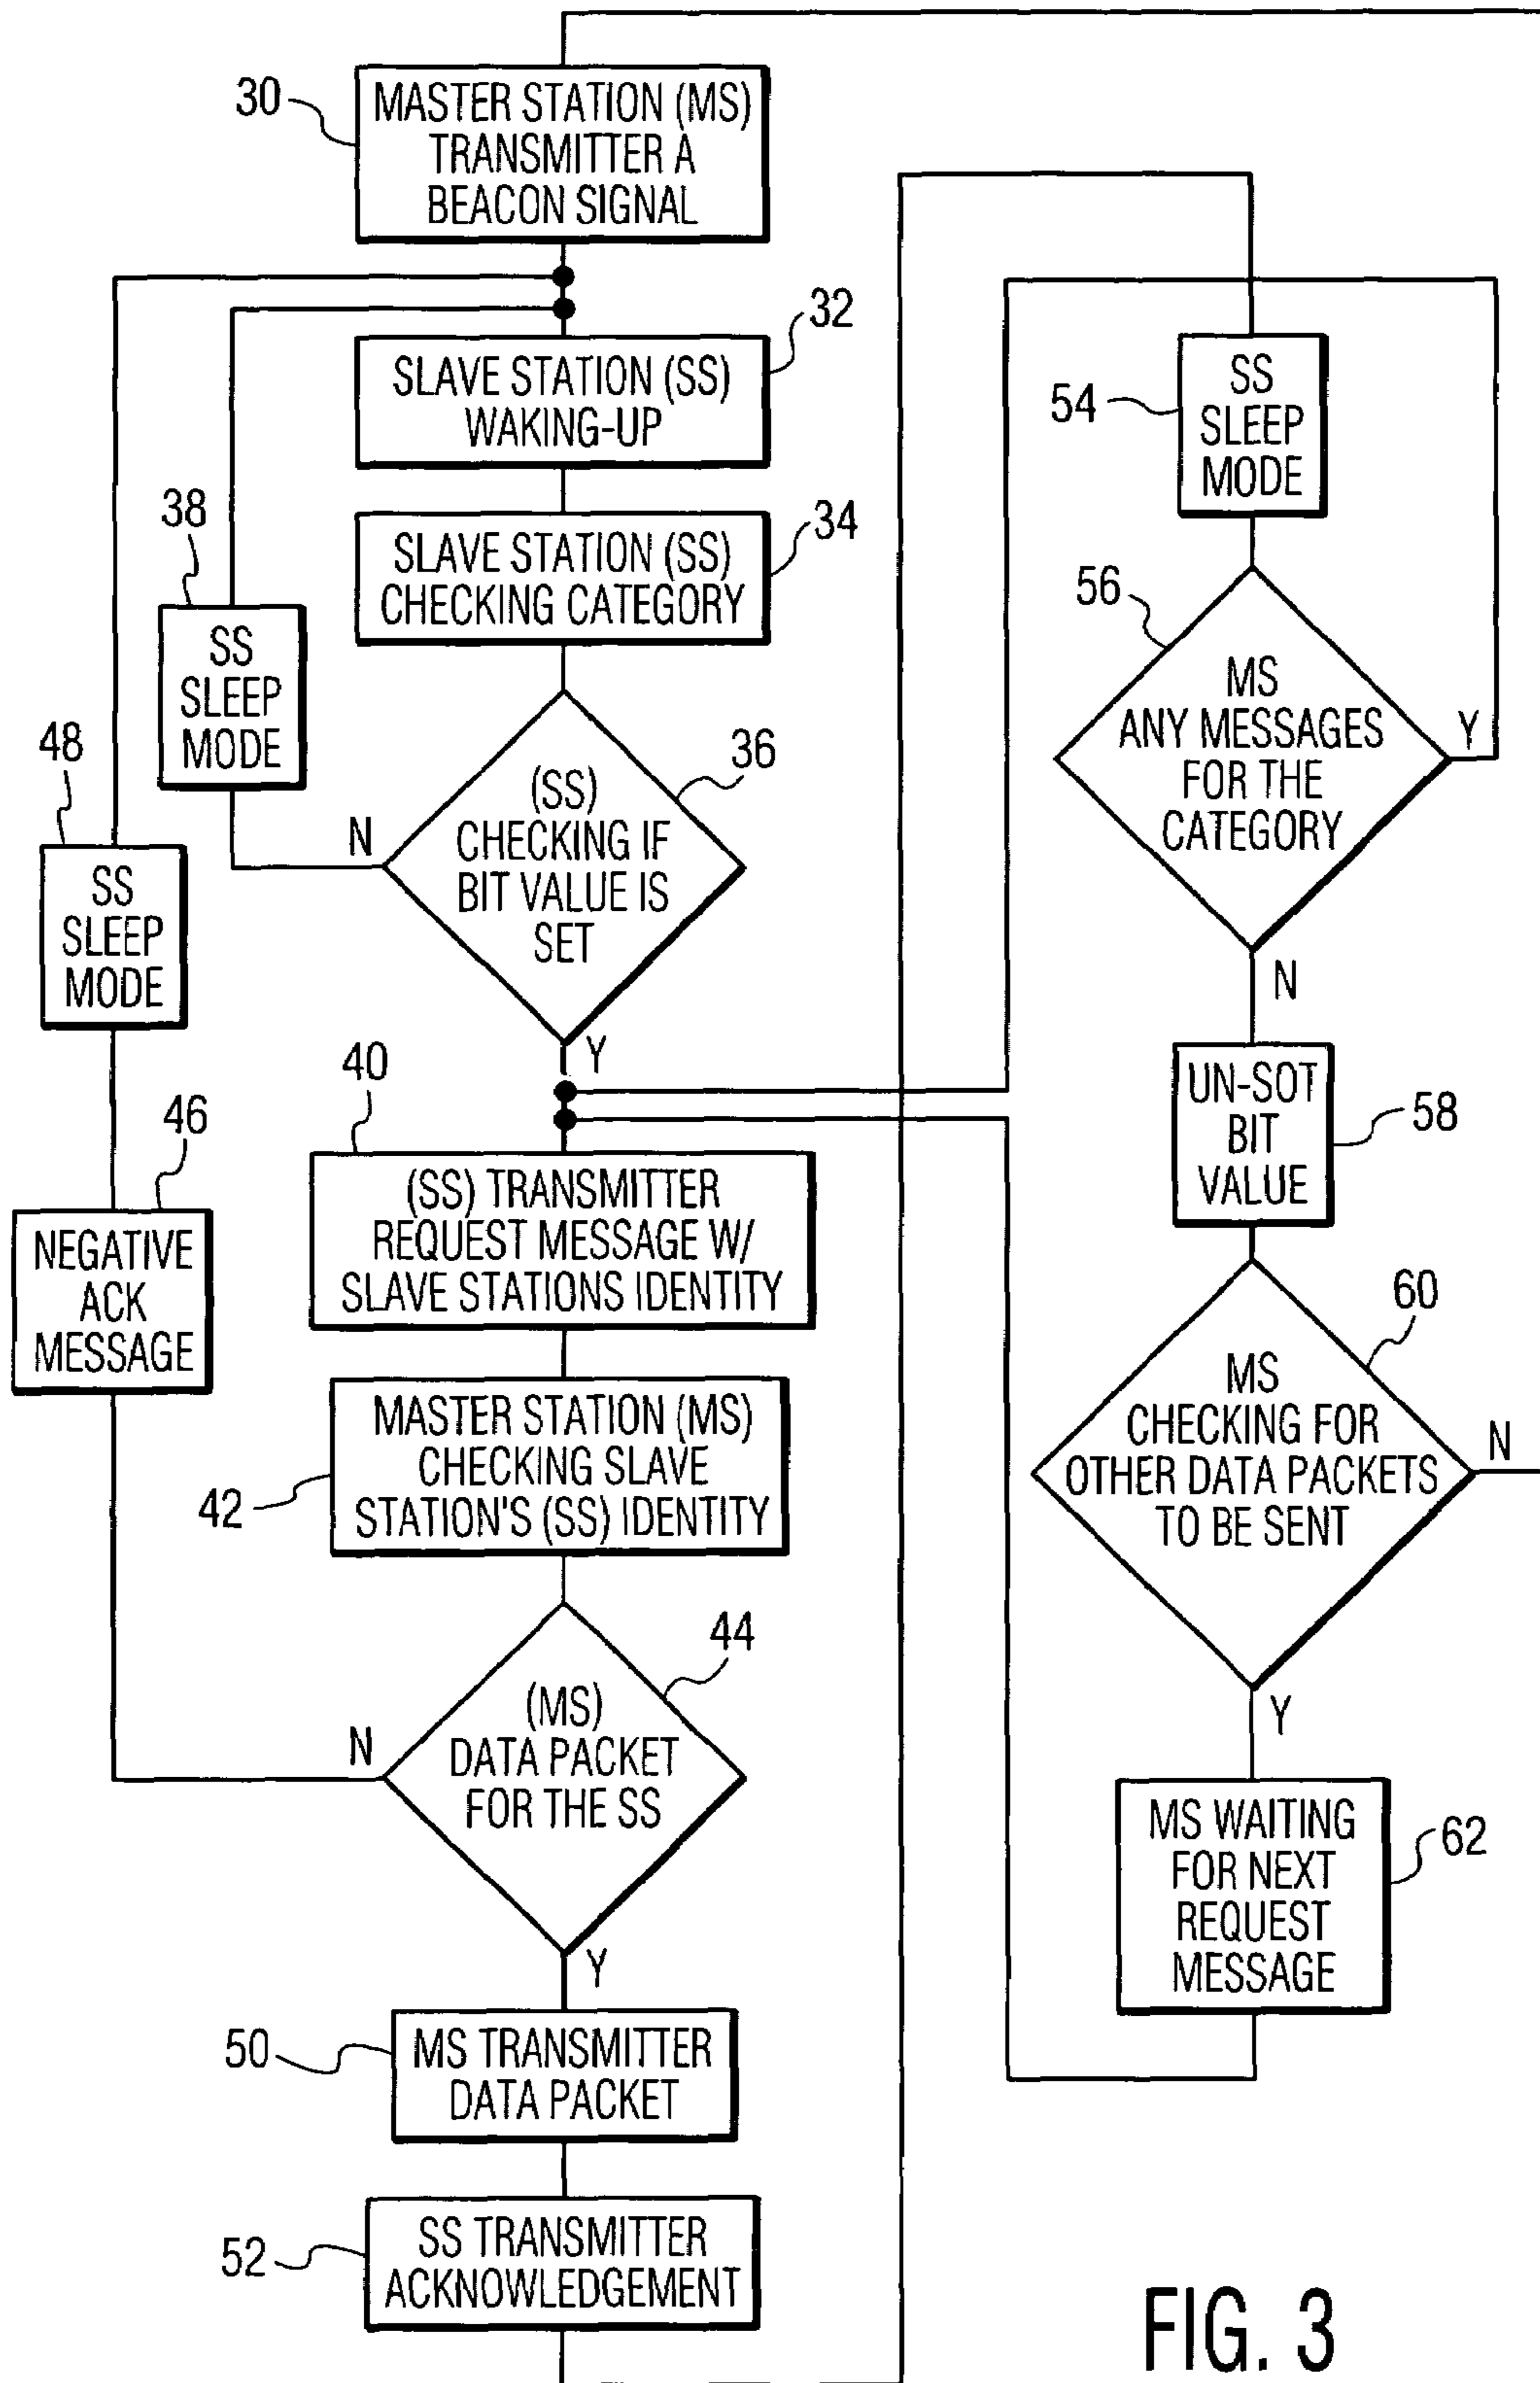 30
MASTER STATION (MS)
TRANSMITTER A
BEACON SIGNAL
32
SLAVE STATION (SS)
WAKING-UP
34
SLAVE STATION (SS)
CHECKING CATEGORY
38
SS
SLEEP
MODE
36
(SS)
CHECKING IF
BIT VALUE IS
SET
N
Y
48
SS
SLEEP
MODE
46
NEGATIVE
ACK
MESSAGE
40
(SS) TRANSMITTER
REQUEST MESSAGE W/
SLAVE STATIONS IDENTITY
42
MASTER STATION (MS)
CHECKING SLAVE
STATION'S (SS) IDENTITY
44
(MS)
DATA PACKET
FOR THE SS
N
Y
50
MS TRANSMITTER
DATA PACKET
52
SS TRANSMITTER
ACKNOWLEDGEMENT
54
SS
SLEEP
MODE
56
MS
ANY MESSAGES
FOR THE
CATEGORY
Y
N
58
UN-SOT
BIT
VALUE
60
MS
CHECKING FOR
OTHER DATA PACKETS
TO BE SENT
N
Y
62
MS WAITING
FOR NEXT
REQUEST
MESSAGE
FIG. 3